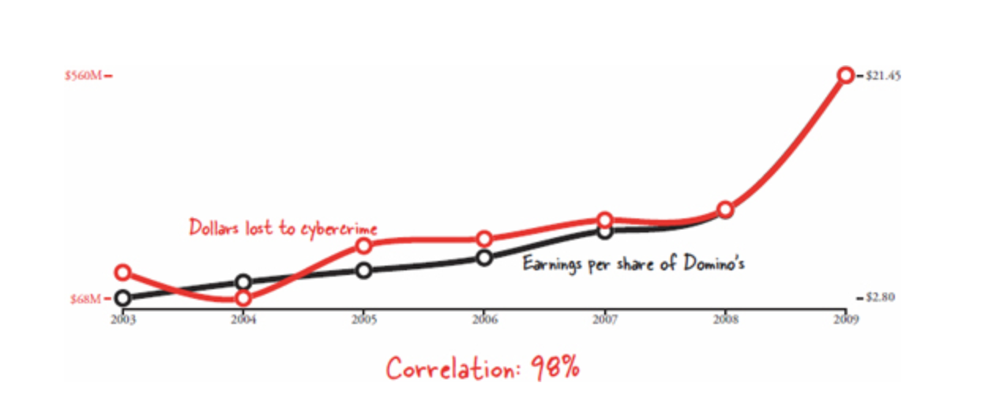 $560M
$21.45
Dollars lost to cybercrime
Earnings per share of Domino's
$68M
$2.80
2003 2004 2005 2006 2007 2008 2009
Correlation: 98%